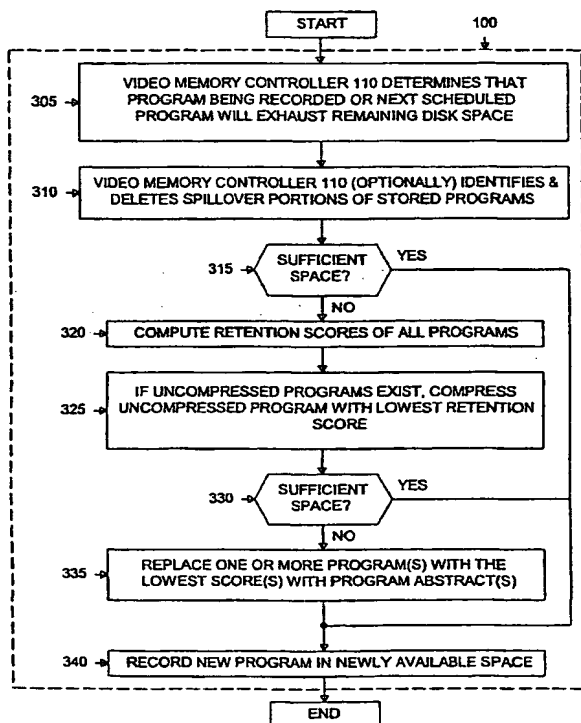 START
100
305
VIDEO MEMORY CONTROLLER 110 DETERMINES THAT
PROGRAM BEING RECORDED OR NEXT SCHEDULED
PROGRAM WILL EXHAUST REMAINING DISK SPACE
310
VIDEO MEMORY CONTROLLER 110 (OPTIONALLY) IDENTIFIES &
DELETES SPILLOVER PORTIONS OF STORED PROGRAMS
315
SUFFICIENT
SPACE?
YES
NO
320
COMPUTE RETENTION SCORES OF ALL PROGRAMS
325
IF UNCOMPRESSED PROGRAMS EXIST, COMPRESS
UNCOMPRESSED PROGRAM WITH LOWEST RETENTION
SCORE
330
SUFFICIENT
SPACE?
YES
NO
335
REPLACE ONE OR MORE PROGRAM(S) WITH THE
LOWEST SCORE(S) WITH PROGRAM ABSTRACT(S)
340
RECORD NEW PROGRAM IN NEWLY AVAILABLE SPACE
END